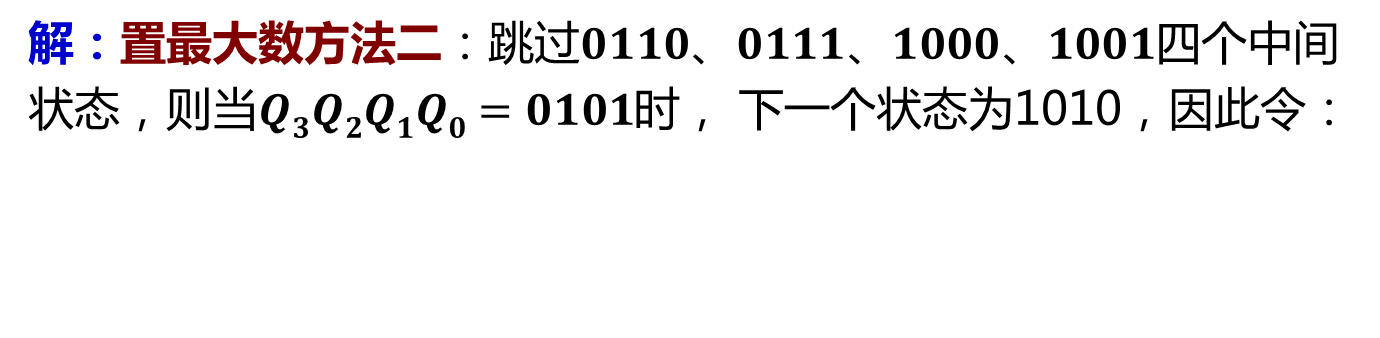 解：置最大数方法二：跳过0110、0111、1000、1001四个中间
状态，则当Q₃Q₂Q₁Q₀ = 0101时， 下一个状态为1010，因此令：